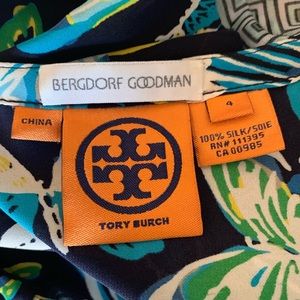 BERGDORF GOODMAN
CHINA
TORY BURCH
4
100% SILK/SOIE
RN# 111395
CA 00985